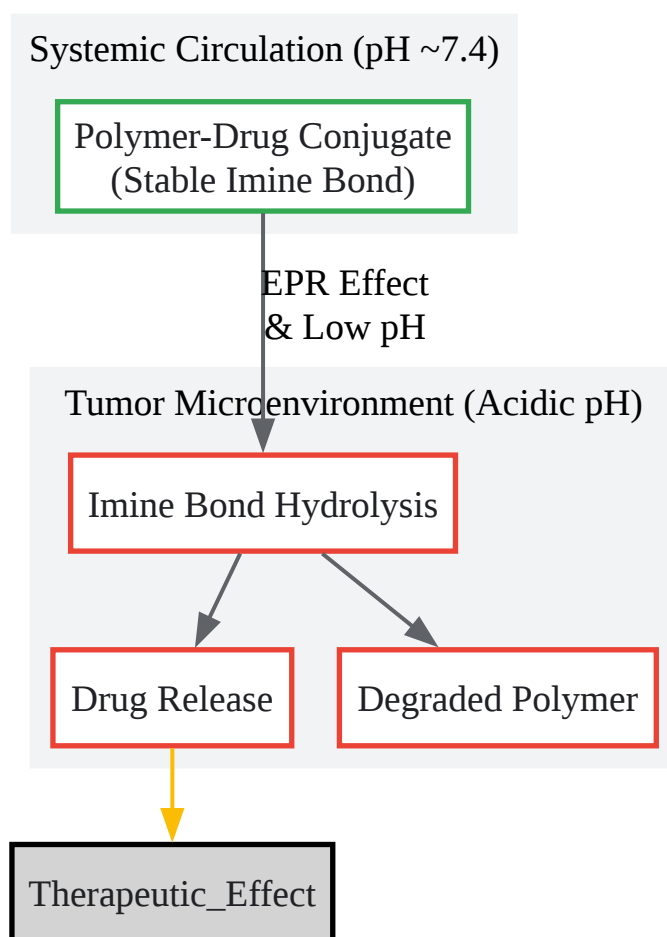 Systemic Circulation (pH ~7.4)
Polymer-Drug Conjugate
(Stable Imine Bond)
EPR Effect
& Low pH
Tumor Microenvironment (Acidic pH)
Imine Bond Hydrolysis
Drug Release
Degraded Polymer
Therapeutic_Effect